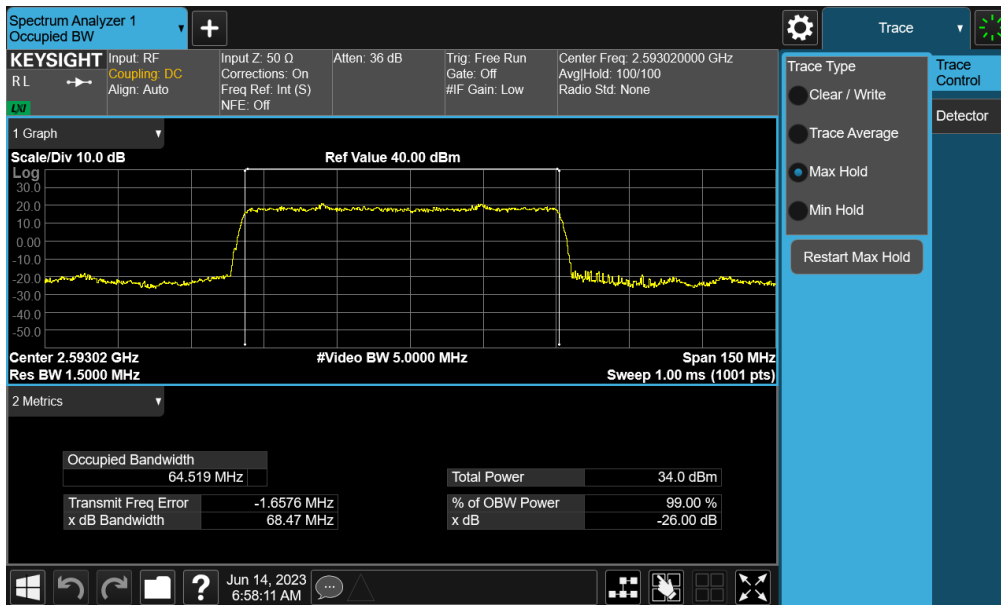 Spectrum Analyzer 1
Occupied BW
+
Trace
KEYSIGHT
R L
LXI
Input: RF
Coupling: DC
Align: Auto
Input Z: 50 Ω
Corrections: On
Freq Ref: Int (S)
NFE: Off
Atten: 36 dB
Trig: Free Run
Gate: Off
#IF Gain: Low
Center Freq: 2.593020000 GHz
Avg|Hold: 100/100
Radio Std: None
1 Graph
Scale/Div 10.0 dB
Ref Value 40.00 dBm
Log
30.0
20.0
10.0
0.00
-10.0
-20.0
-30.0
-40.0
-50.0
Center 2.59302 GHz
#Video BW 5.0000 MHz
Span 150 MHz
Res BW 1.5000 MHz
Sweep 1.00 ms (1001 pts)
2 Metrics
Occupied Bandwidth
64.519 MHz
Total Power 34.0 dBm
Transmit Freq Error -1.6576 MHz
% of OBW Power 99.00 %
x dB Bandwidth 68.47 MHz
x dB -26.00 dB
Trace Type
Clear / Write
Trace Average
Max Hold
Min Hold
Restart Max Hold
Trace
Control
Detector
?
Jun 14, 2023
6:58:11 AM